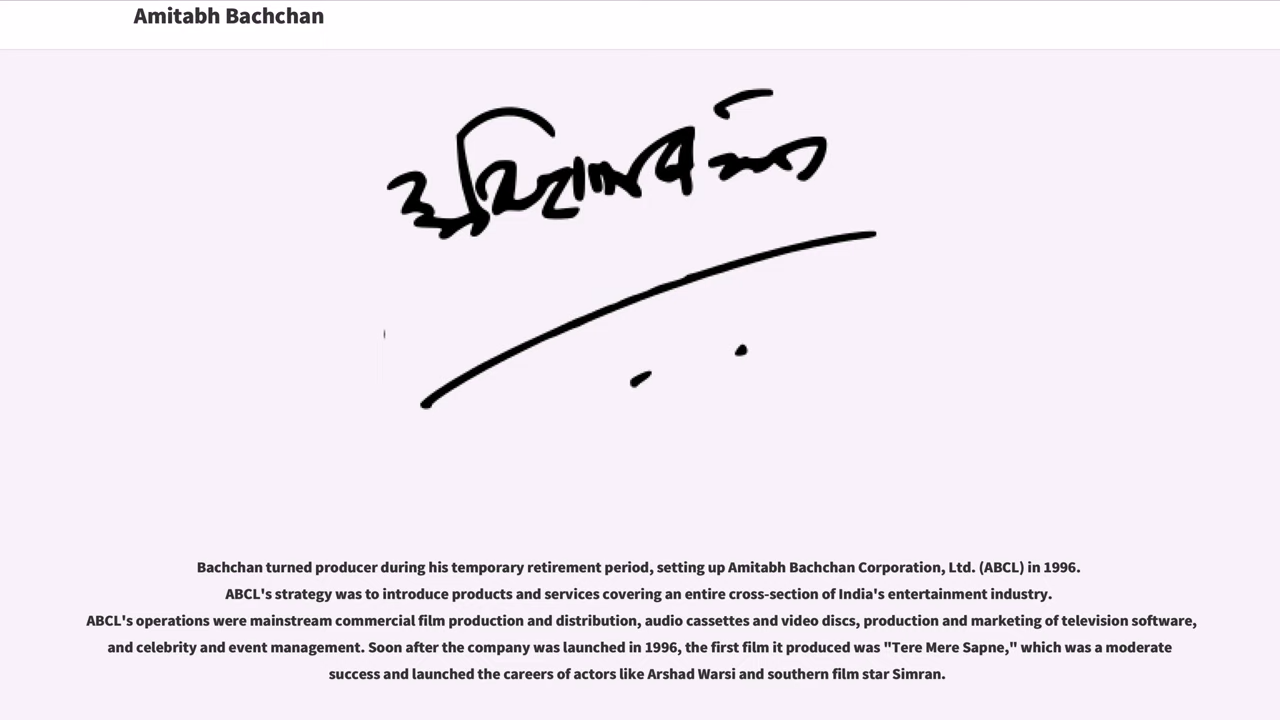 Amitabh Bachchan
Bachchan turned producer during his temporary retirement period, setting up Amitabh Bachchan Corporation, Ltd. (ABCL) in 1996.
ABCL's strategy was to introduce products and services covering an entire cross-section of India's entertainment industry.
ABCL's operations were mainstream commercial film production and distribution, audio cassettes and video discs, production and marketing of television software,
and celebrity and event management. Soon after the company was launched in 1996, the first film it produced was "Tere Mere Sapne," which was a moderate
success and launched the careers of actors like Arshad Warsi and southern film star Simran.